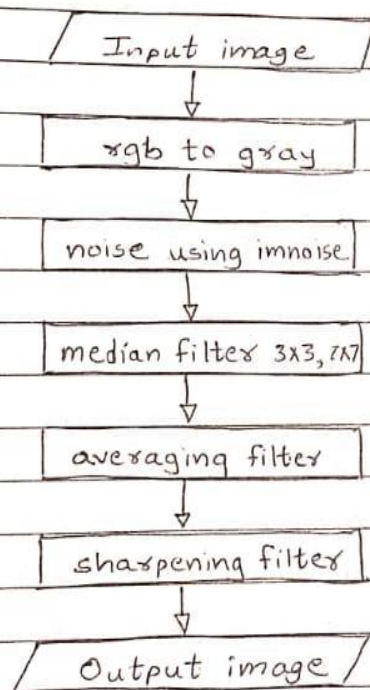 Input image
rgb to gray
noise using imnoise
median filter 3x3, 7x7
averaging filter
sharpening filter
Output image